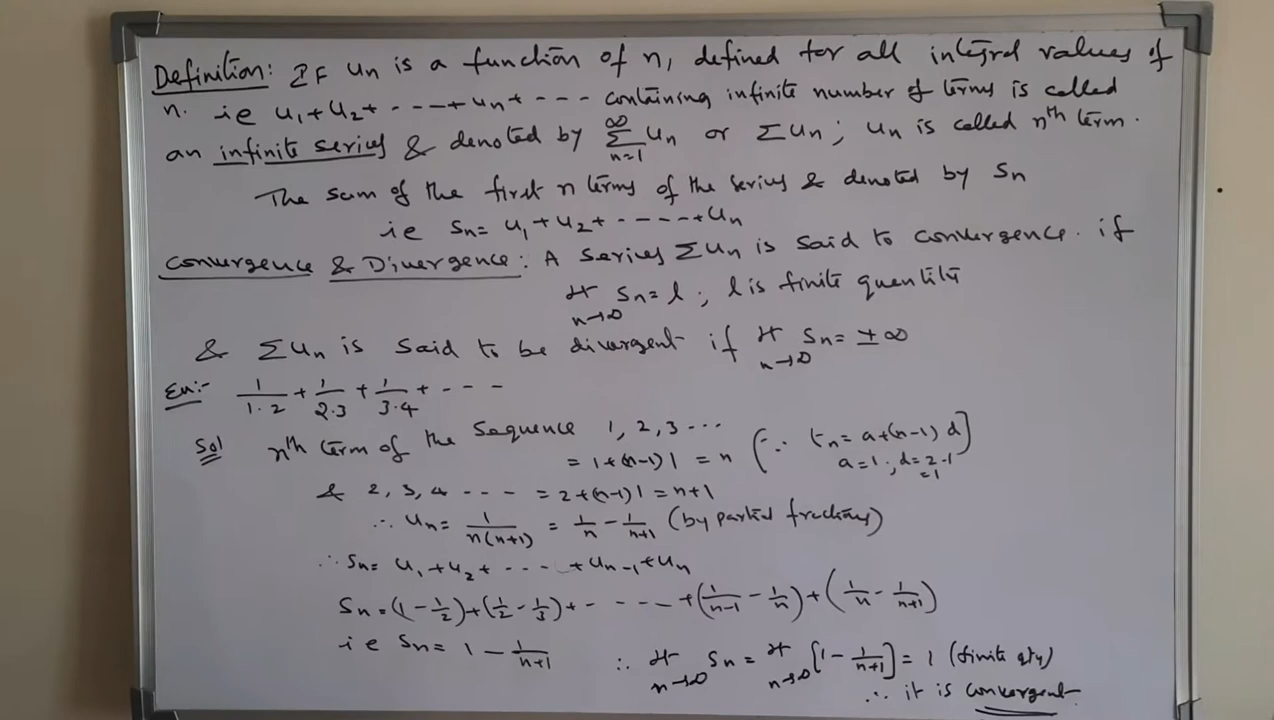 Definition: IF un is a function of n, defined for all integral values of
n. ie u₁+u₂+----+un+--- containing infinite number of terms is called
an infinite series & denoted by ∞∑n=1 un or ∑un; un is called nth term.
The sum of the first n terms of the series & denoted by Sn
ie Sn= u₁+u₂+-----+un
Convergence & Divergence: A series ∑un is said to convergence. if
Lt n→∞ Sn=l; l is finite quantity
& ∑un is said to be divergent if Lt n→∞ Sn=±∞
Ex:- 1/1.2 + 1/2.3 + 1/3.4 + ---
Sol nth term of the sequence 1, 2, 3...
= 1+(n-1)1 = n (∵ tn=a+(n-1)d]
a=1, d=2-1
=1
& 2, 3, 4 ---- = 2+(n-1)1=n+1
∴ un= 1/n(n+1) = 1/n - 1/n+1 (by partial fractions)
∴ Sn= u₁+u₂+----+un-1+un
Sn=(1-1/2)+(1/2-1/3)+-----+(1/n-1 - 1/n)+(1/n - 1/n+1)
ie Sn= 1 - 1/n+1 ∴ Lt n→∞ Sn = Lt n→∞ [1 - 1/n+1] = 1 (finite qty)
∴ it is convergent